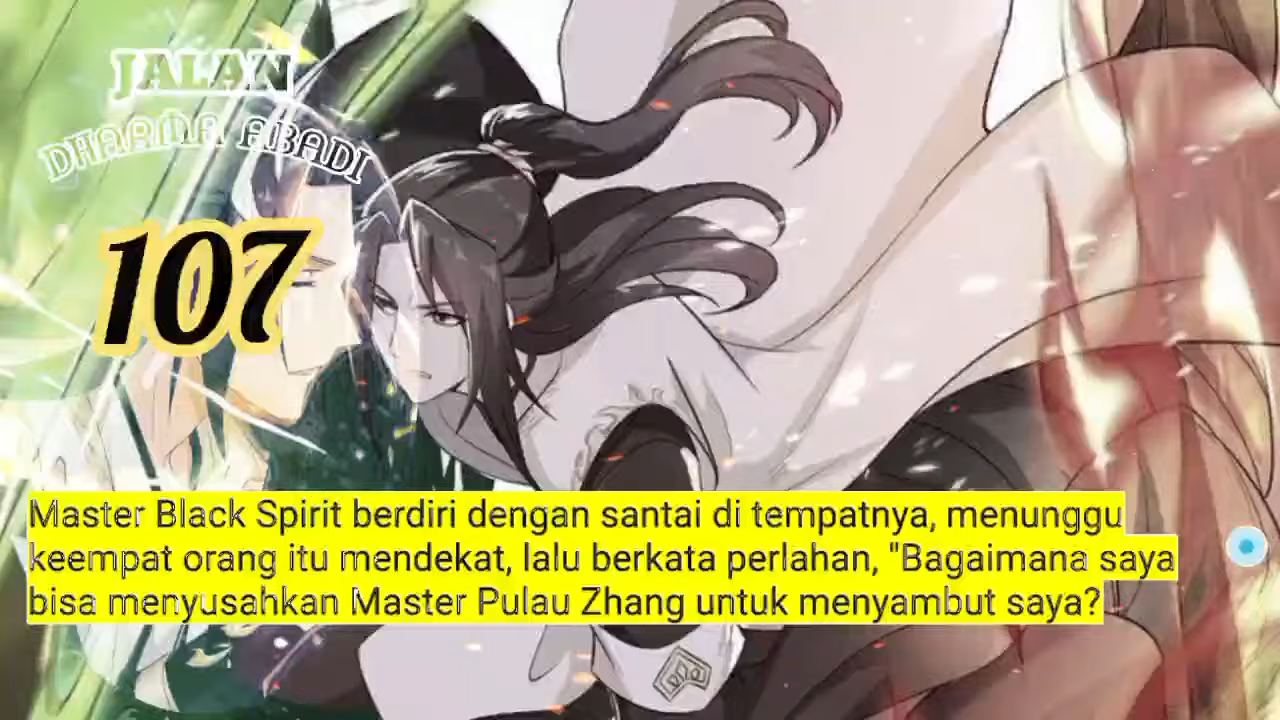 JALAN
DHARMA ABADI
107
Master Black Spirit berdiri dengan santai di tempatnya, menunggu
keempat orang itu mendekat, lalu berkata perlahan, "Bagaimana saya
bisa menyusahkan Master Pulau Zhang untuk menyambut saya?